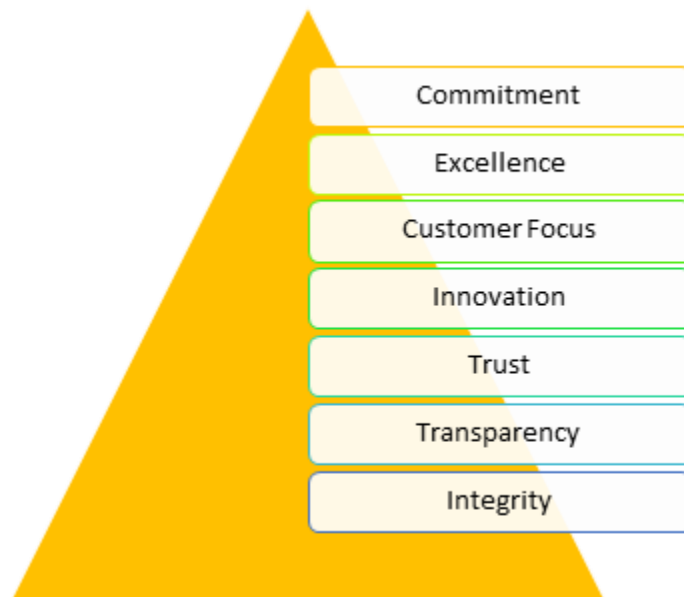 Commitment
Excellence
Customer Focus
Innovation
Trust
Transparency
Integrity